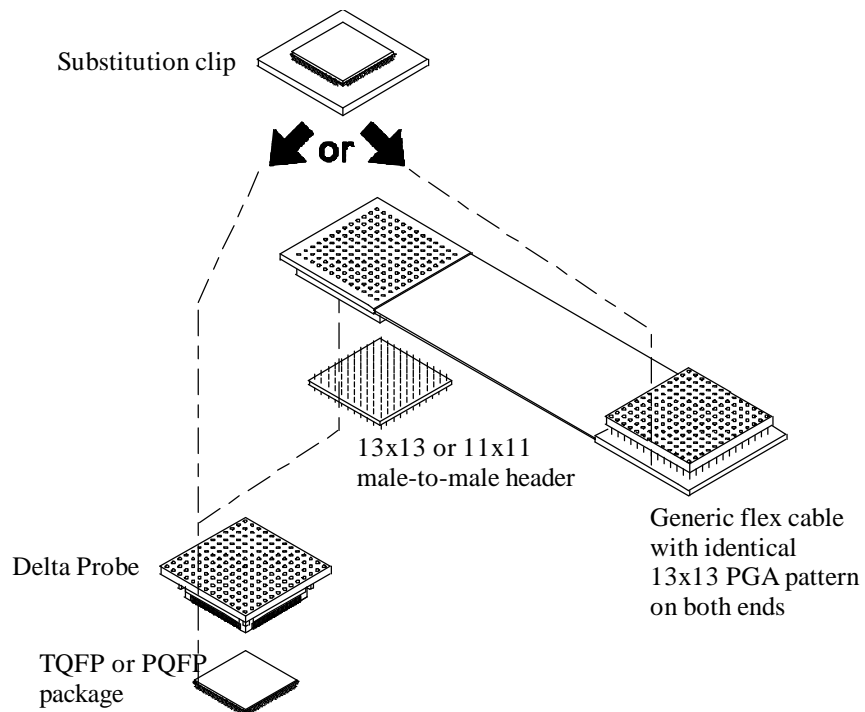 Substitution clip
or
13x13 or 11x11
male-to-male header
Generic flex cable
with identical
13x13 PGA pattern
on both ends
Delta Probe
TQFP or PQFP
package